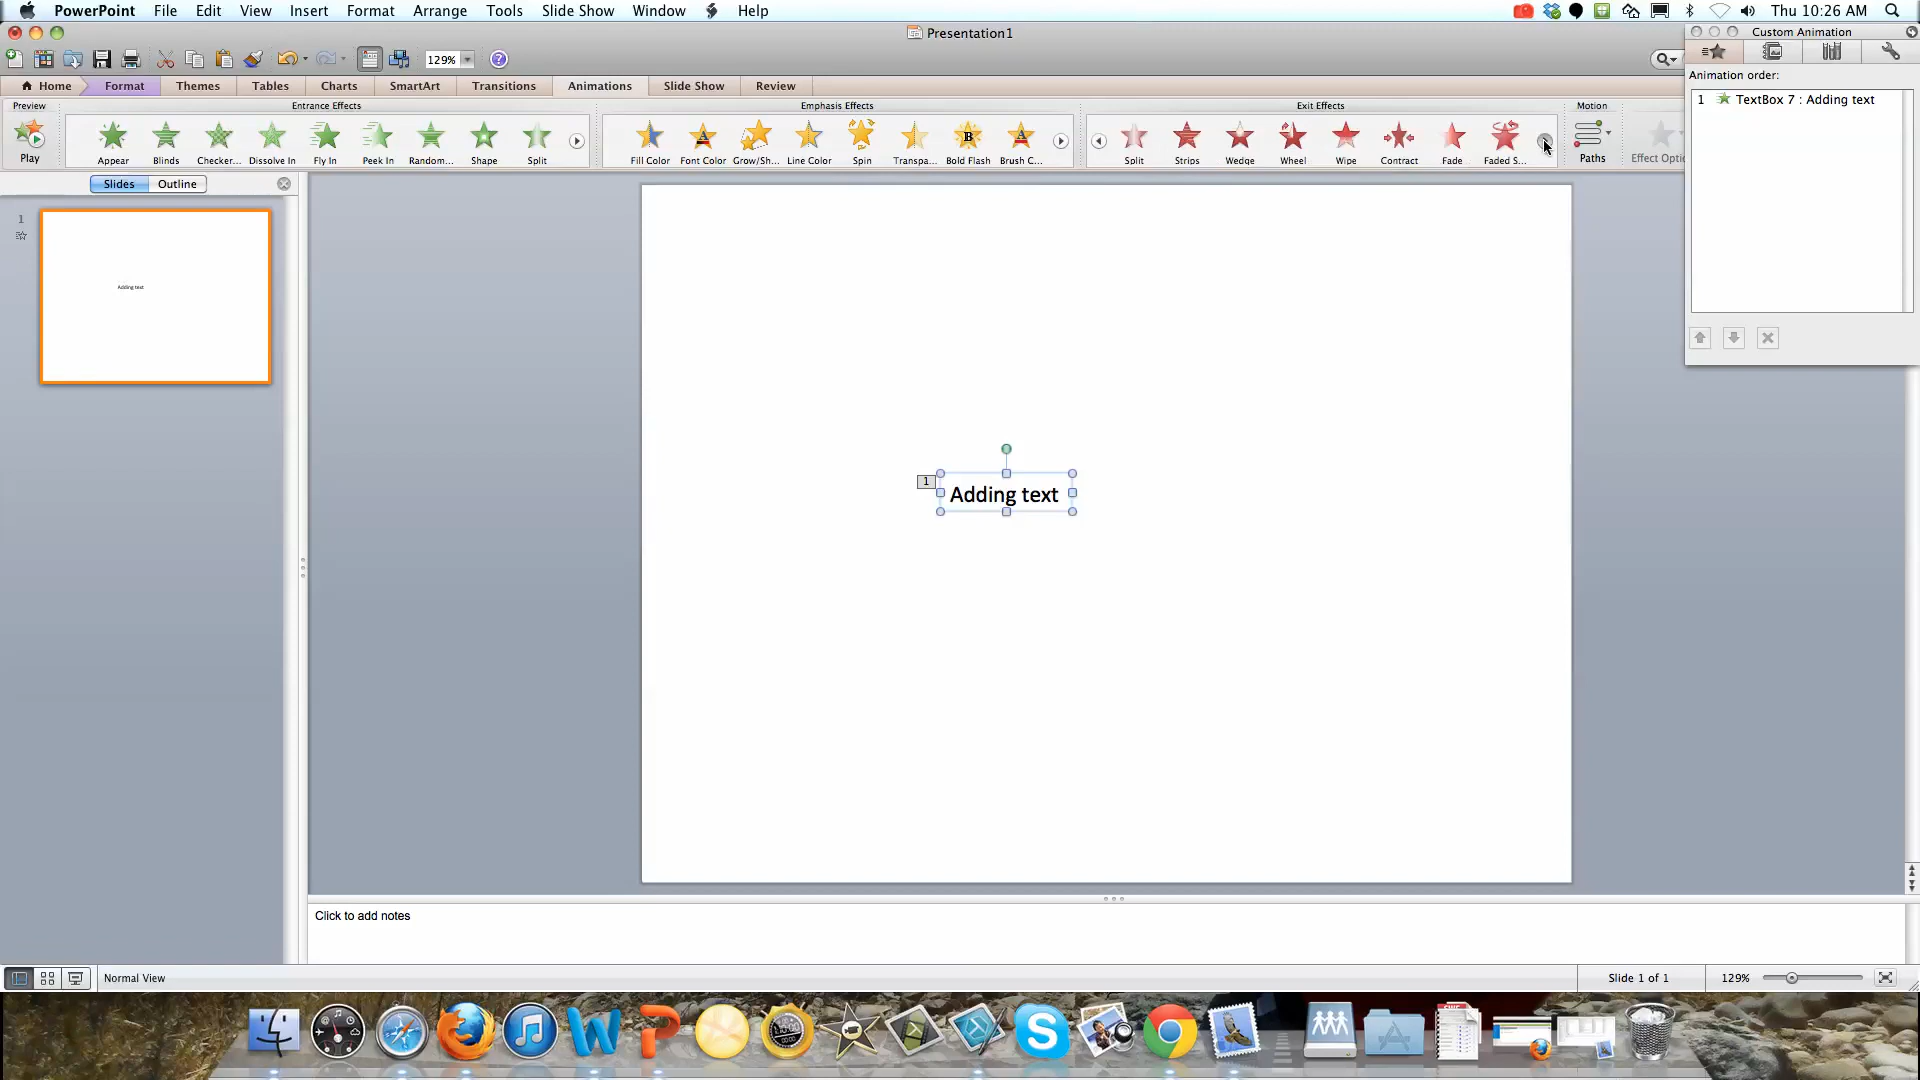 PowerPoint File Edit View Insert Format Arrange Tools Slide Show Window Help Thu 10:26 AM
Presentation1
Custom Animation
129%
Home Format Themes Tables Charts SmartArt Transitions Animations Slide Show Review
Animation order:
1 TextBox 7 : Adding text
Preview Entrance Effects Emphasis Effects Exit Effects Motion
Play Appear Blinds Checker... Dissolve In Fly In Peek In Random... Shape Split Fill Color Font Color Grow/Sh... Line Color Spin Transpa... Bold Flash Brush C... Split Strips Wedge Wheel Wipe Contract Fade Faded S... Paths Effect Opti
Slides Outline
1
Adding text
1
Adding text
Click to add notes
Normal View Slide 1 of 1 129%